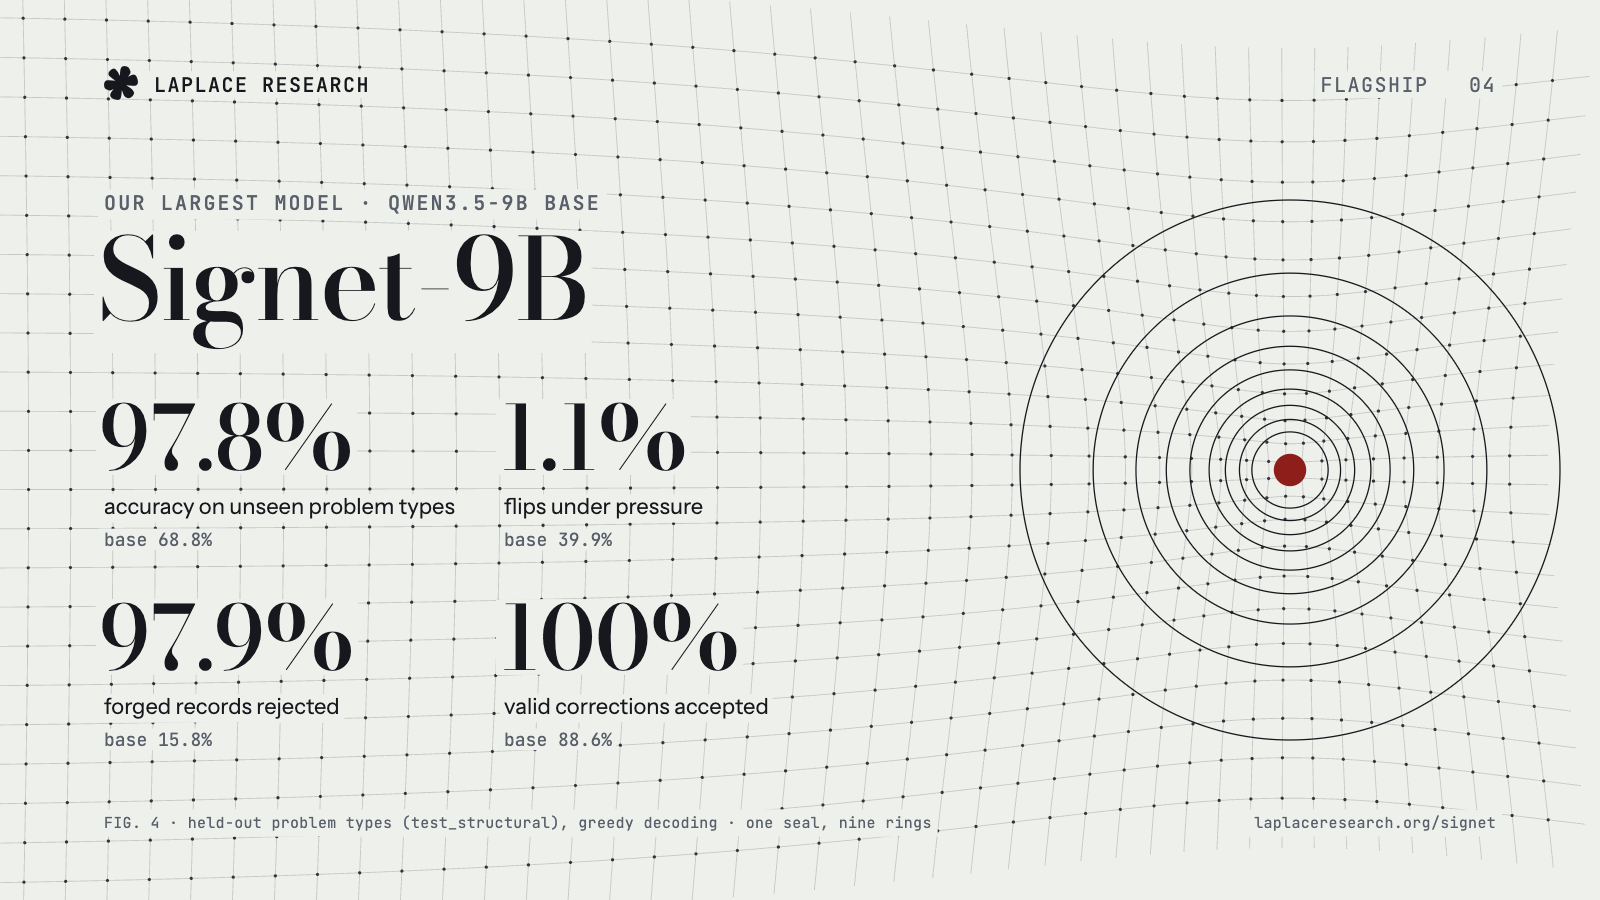 LAPLACE RESEARCH
FLAGSHIP 04
OUR LARGEST MODEL · QWEN3.5-9B BASE
Signet-9B
97.8%
accuracy on unseen problem types
base 68.8%
1.1%
flips under pressure
base 39.9%
97.9%
forged records rejected
base 15.8%
100%
valid corrections accepted
base 88.6%
FIG. 4 · held-out problem types (test_structural), greedy decoding · one seal, nine rings
laplaceresearch.org/signet